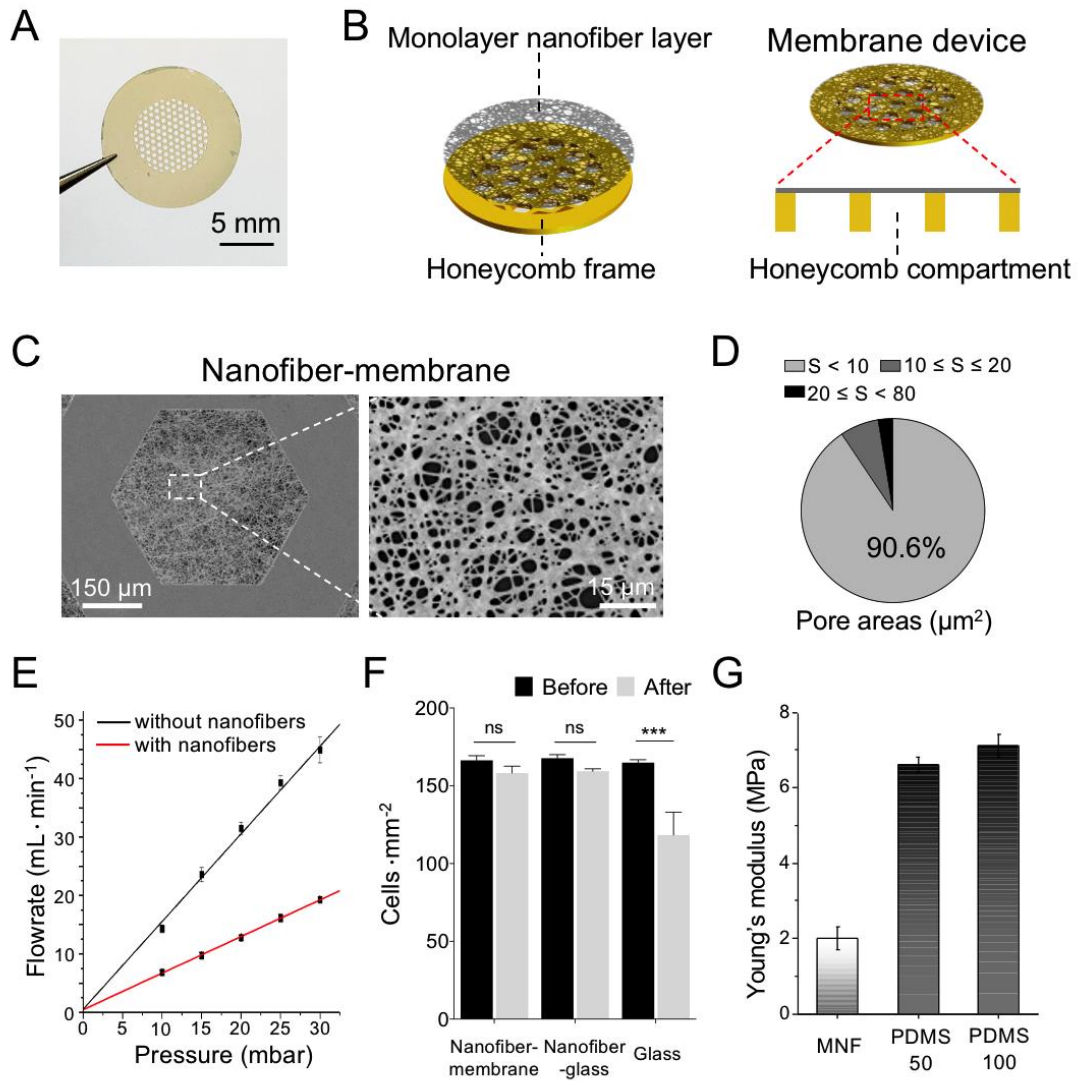 A
5 mm
B
Monolayer nanofiber layer
Honeycomb frame
Membrane device
Honeycomb compartment
C
Nanofiber-membrane
150 µm
15 µm
D
S < 10
10 ≤ S ≤ 20
20 ≤ S < 80
90.6%
Pore areas (µm²)
E
without nanofibers
with nanofibers
Flowrate (mL·min⁻¹)
50
40
30
20
10
0
0 5 10 15 20 25 30
Pressure (mbar)
F
Before After
Cells·mm⁻²
200
150
100
50
0
ns
ns
***
Nanofiber-
membrane
Nanofiber
-glass
Glass
G
Young's modulus (MPa)
8
6
4
2
0
MNF
PDMS
50
PDMS
100